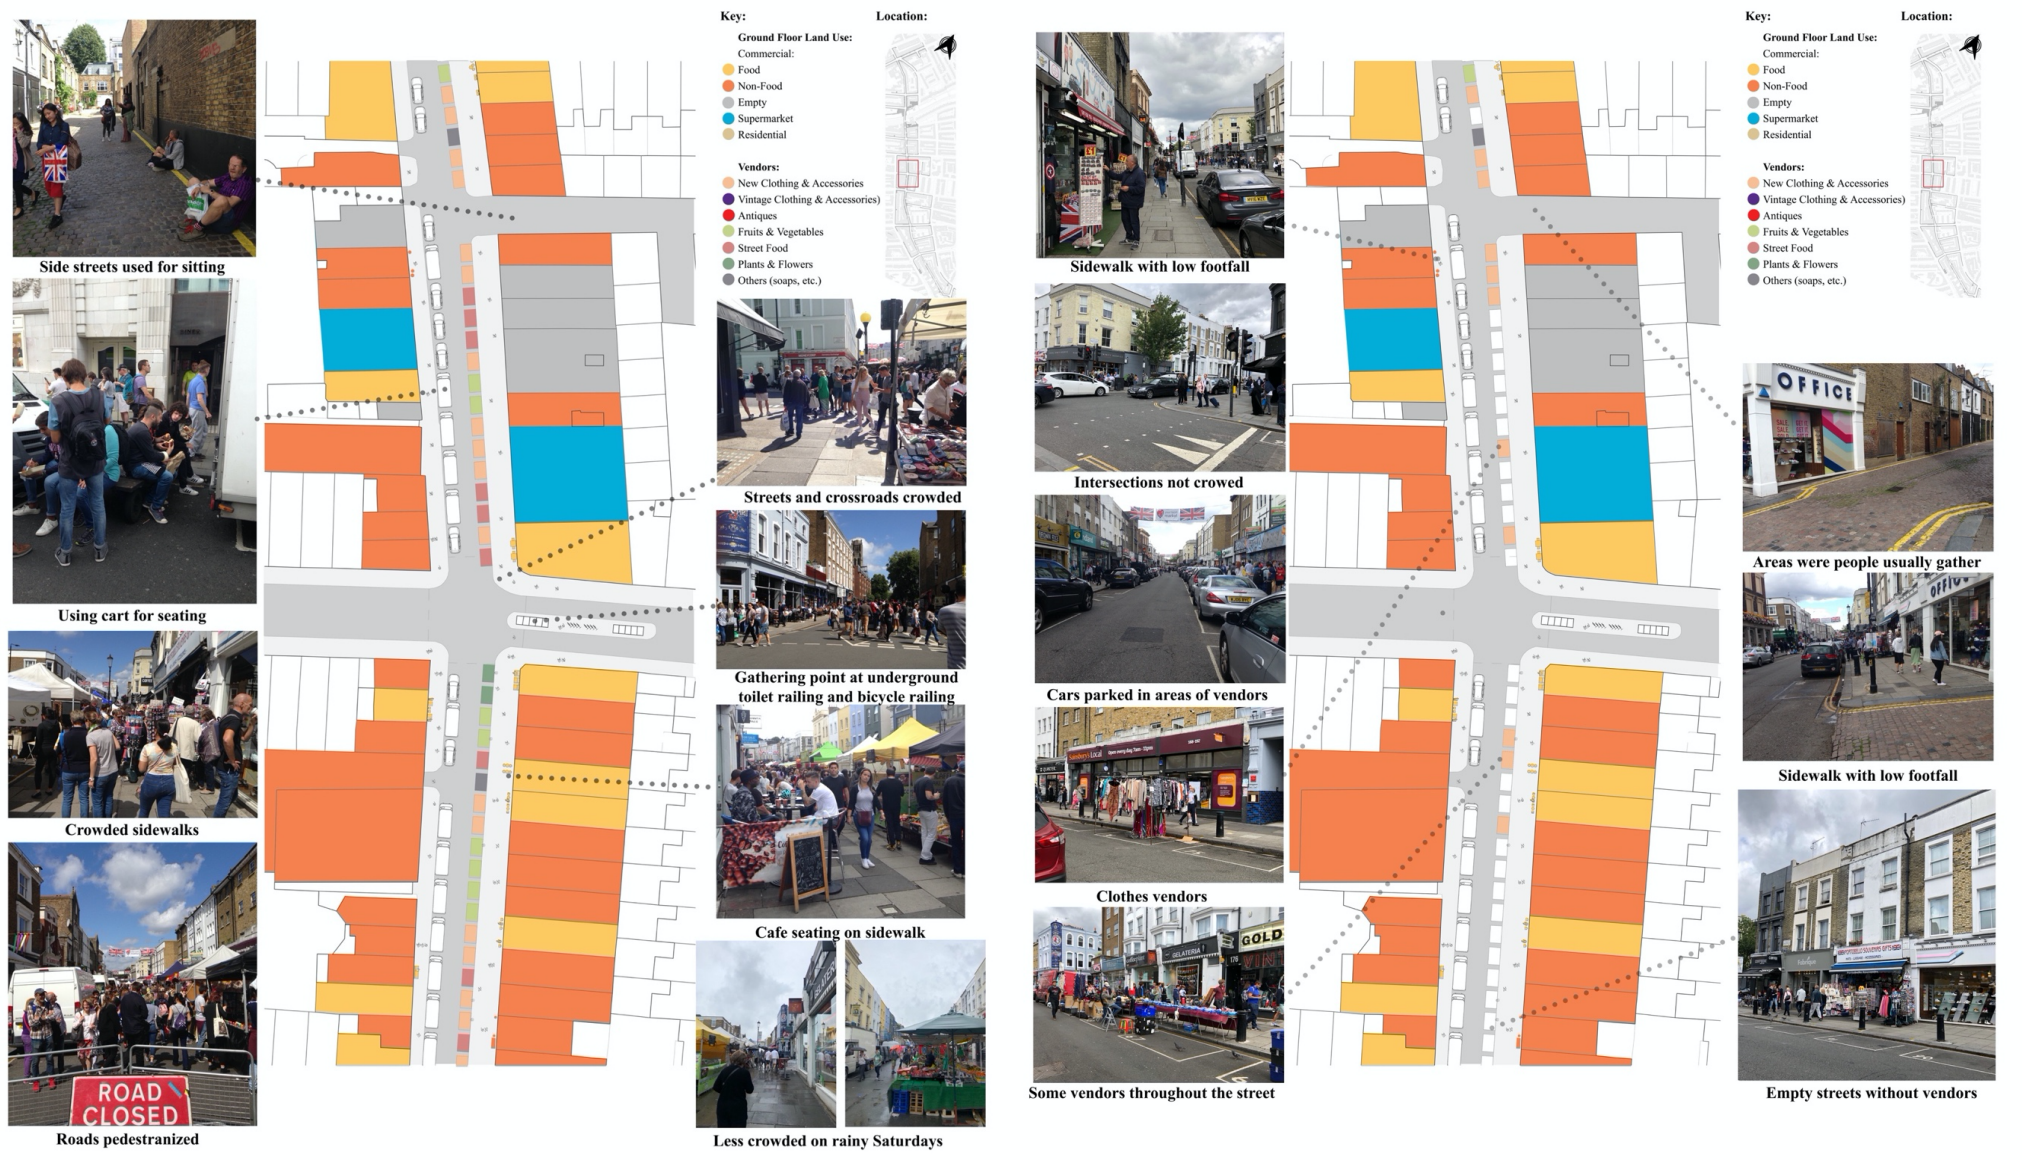 Side streets used for sitting
Using cart for seating
Crowded sidewalks
ROAD
CLOSED
Roads pedestranized
Key:
Location:
Ground Floor Land Use:
Commercial:
Food
Non-Food
Empty
Supermarket
Residential
Vendors:
New Clothing & Accessories
Vintage Clothing & Accessories)
Antiques
Fruits & Vegetables
Street Food
Plants & Flowers
Others (soaps, etc.)
Streets and crossroads crowded
Gathering point at underground
toilet railing and bicycle railing
Cafe seating on sidewalk
Less crowded on rainy Saturdays
Sidewalk with low footfall
Intersections not crowed
Cars parked in areas of vendors
Sainsbury's Local
Clothes vendors
GELATERIA
GOLD
Some vendors throughout the street
Key:
Location:
Ground Floor Land Use:
Commercial:
Food
Non-Food
Empty
Supermarket
Residential
Vendors:
New Clothing & Accessories
Vintage Clothing & Accessories)
Antiques
Fruits & Vegetables
Street Food
Plants & Flowers
Others (soaps, etc.)
OFFICE
Areas were people usually gather
OFFICE
Sidewalk with low footfall
Empty streets without vendors